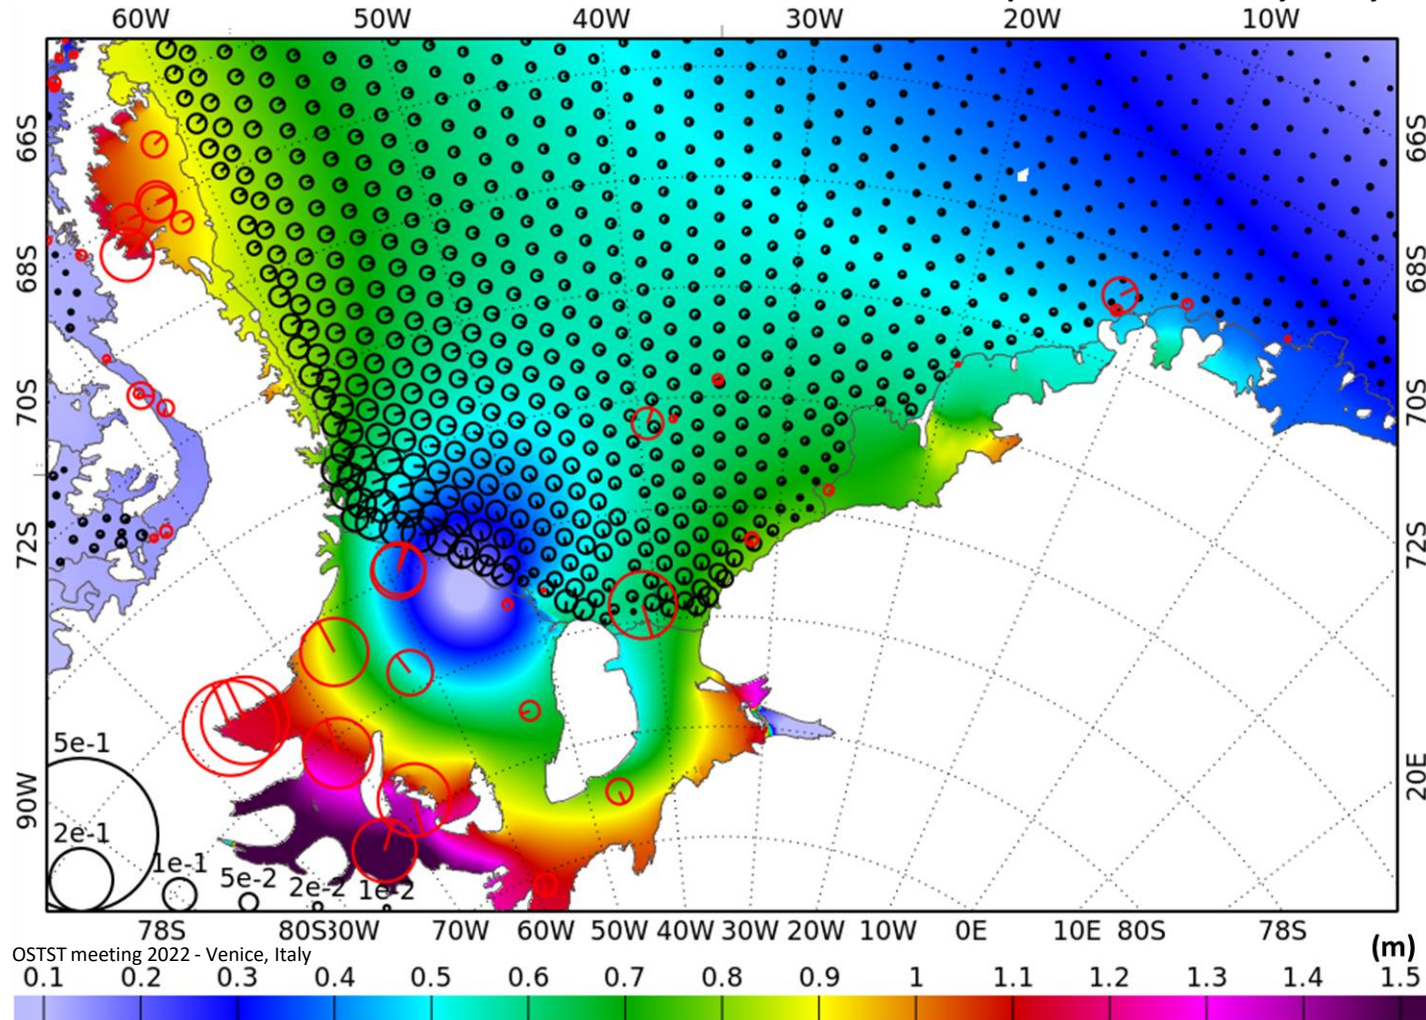 60W 50W 40W 30W 20W 10W
66S 66S
68S 68S
70S 70S
72S 72S
90W 20E
5e-1
2e-1
1e-1
5e-2
2e-2
1e-2
78S 80S 30W 70W 60W 50W 40W 30W 20W 10W 0E 10E 80S 78S
OSTST meeting 2022 - Venice, Italy
(m)
0.1 0.2 0.3 0.4 0.5 0.6 0.7 0.8 0.9 1 1.1 1.2 1.3 1.4 1.5